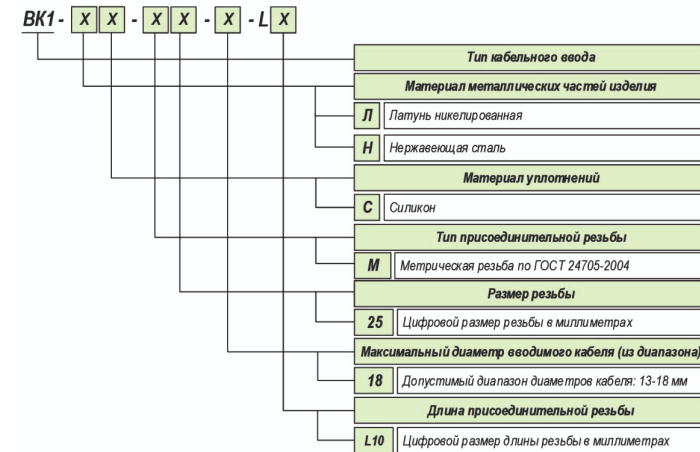 ВК1 - X X - X X - X - L X
Тип кабельного ввода
Материал металлических частей изделия
Л Латунь никелированная
Н Нержавеющая сталь
Материал уплотнений
С Силикон
Тип присоединительной резьбы
М Метрическая резьба по ГОСТ 24705-2004
Размер резьбы
25 Цифровой размер резьбы в миллиметрах
Максимальный диаметр вводимого кабеля (из диапазона)
18 Допустимый диапазон диаметров кабеля: 13-18 мм
Длина присоединительной резьбы
L10 Цифровой размер длины резьбы в миллиметрах